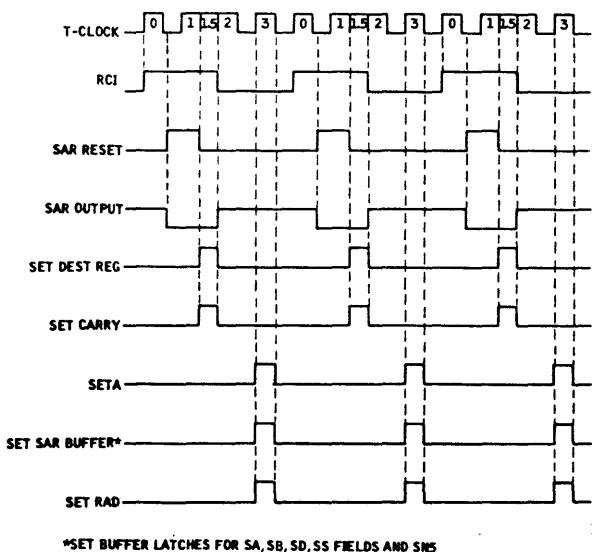 T-CLOCK 0 1 1.5 2 3 0 1 1.5 2 3 0 1 1.5 2 3
RCI
SAR RESET
SAR OUTPUT
SET DEST REG
SET CARRY
SETA
SET SAR BUFFER*
SET RAD
*SET BUFFER LATCHES FOR SA, SB, SD, SS FIELDS AND SN5